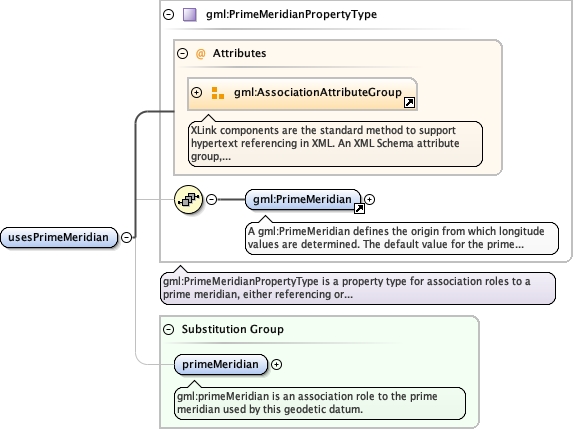 gml:PrimeMeridianPropertyType
@ Attributes
gml:AssociationAttributeGroup
XLink components are the standard method to support
hypertext referencing in XML. An XML Schema attribute
group,...
gml:PrimeMeridian
A gml:PrimeMeridian defines the origin from which longitude
values are determined. The default value for the prime...
usesPrimeMeridian
gml:PrimeMeridianPropertyType is a property type for association roles to a
prime meridian, either referencing or...
Substitution Group
primeMeridian
gml:primeMeridian is an association role to the prime
meridian used by this geodetic datum.